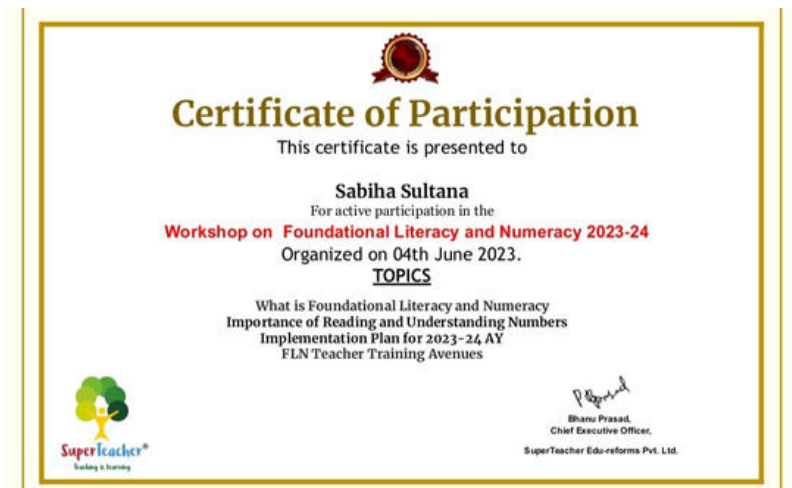 Certificate of Participation
This certificate is presented to
Sabiha Sultana
For active participation in the
Workshop on Foundational Literacy and Numeracy 2023-24
Organized on 04th June 2023.
TOPICS
What is Foundational Literacy and Numeracy
Importance of Reading and Understanding Numbers
Implementation Plan for 2023-24 AY
FLN Teacher Training Avenues
SuperTeacher®
Teaching & Learning
P Bprasad
Bhanu Prasad,
Chief Executive Officer,
SuperTeacher Edu-reforms Pvt. Ltd.